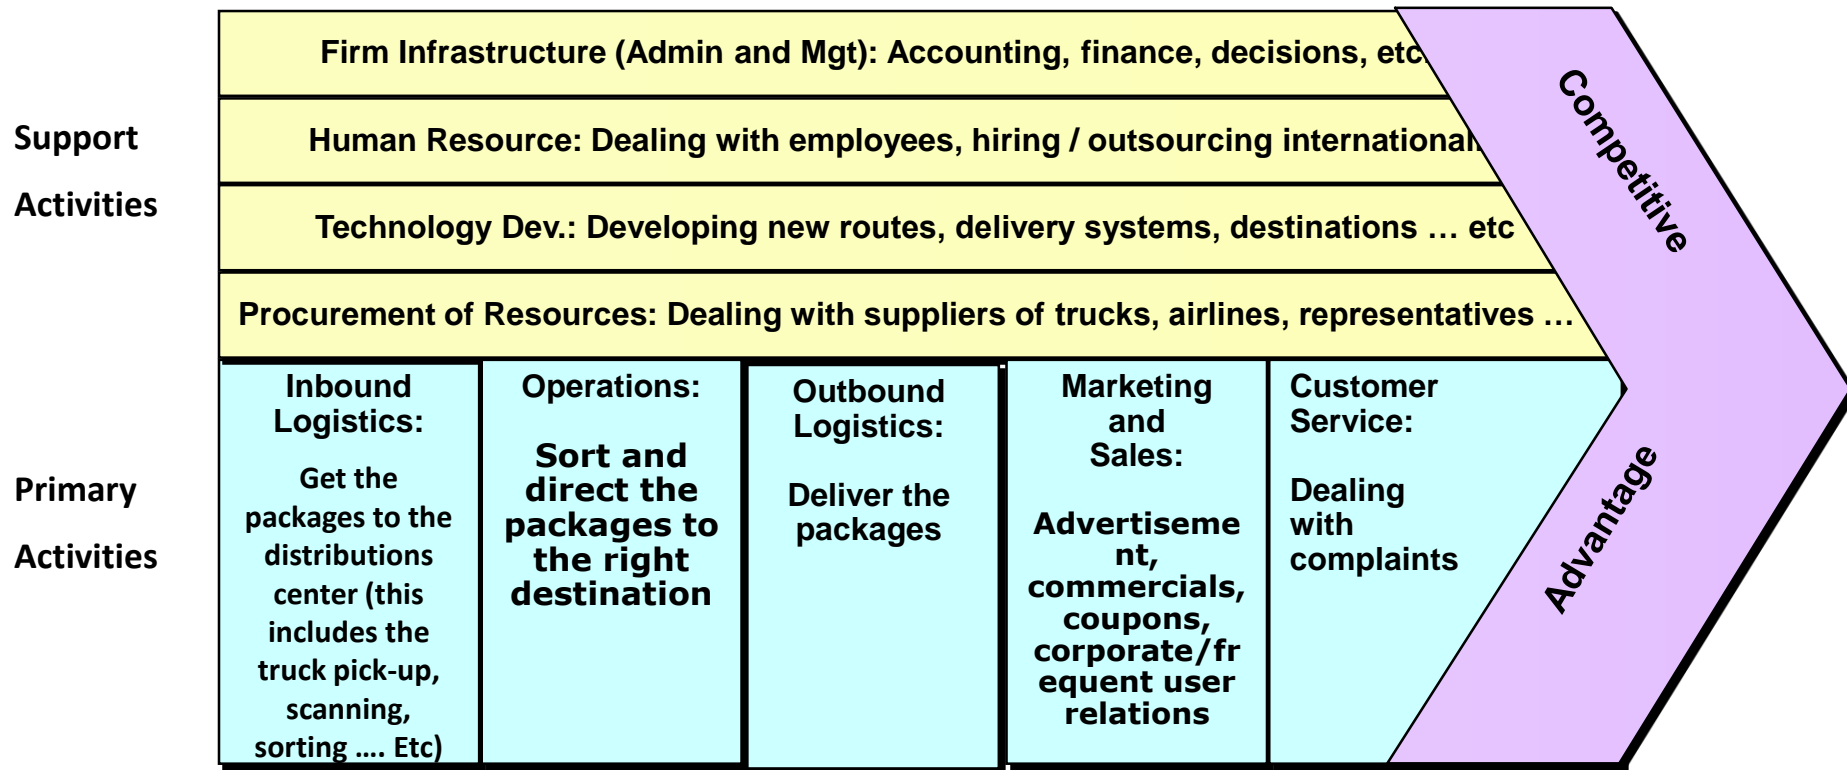 Firm Infrastructure (Admin and Mgt): Accounting, finance, decisions, etc.
Support
Activities
Human Resource: Dealing with employees, hiring / outsourcing international.
Technology Dev.: Developing new routes, delivery systems, destinations … etc
Procurement of Resources: Dealing with suppliers of trucks, airlines, representatives …
Primary
Activities
Inbound
Logistics:
Get the
packages to the
distributions
center (this
includes the
truck pick-up,
scanning,
sorting …. Etc)
Operations:
Sort and
direct the
packages to
the right
destination
Outbound
Logistics:
Deliver the
packages
Marketing
and
Sales:
Advertiseme
nt,
commercials,
coupons,
corporate/fr
equent user
relations
Customer
Service:
Dealing
with
complaints
Competitive
Advantage